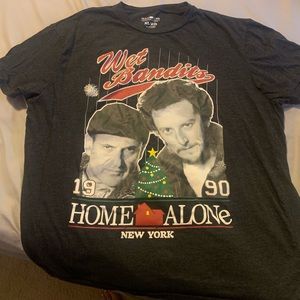 Wet
Bandits
19 90
HOME ALONe
NEW YORK